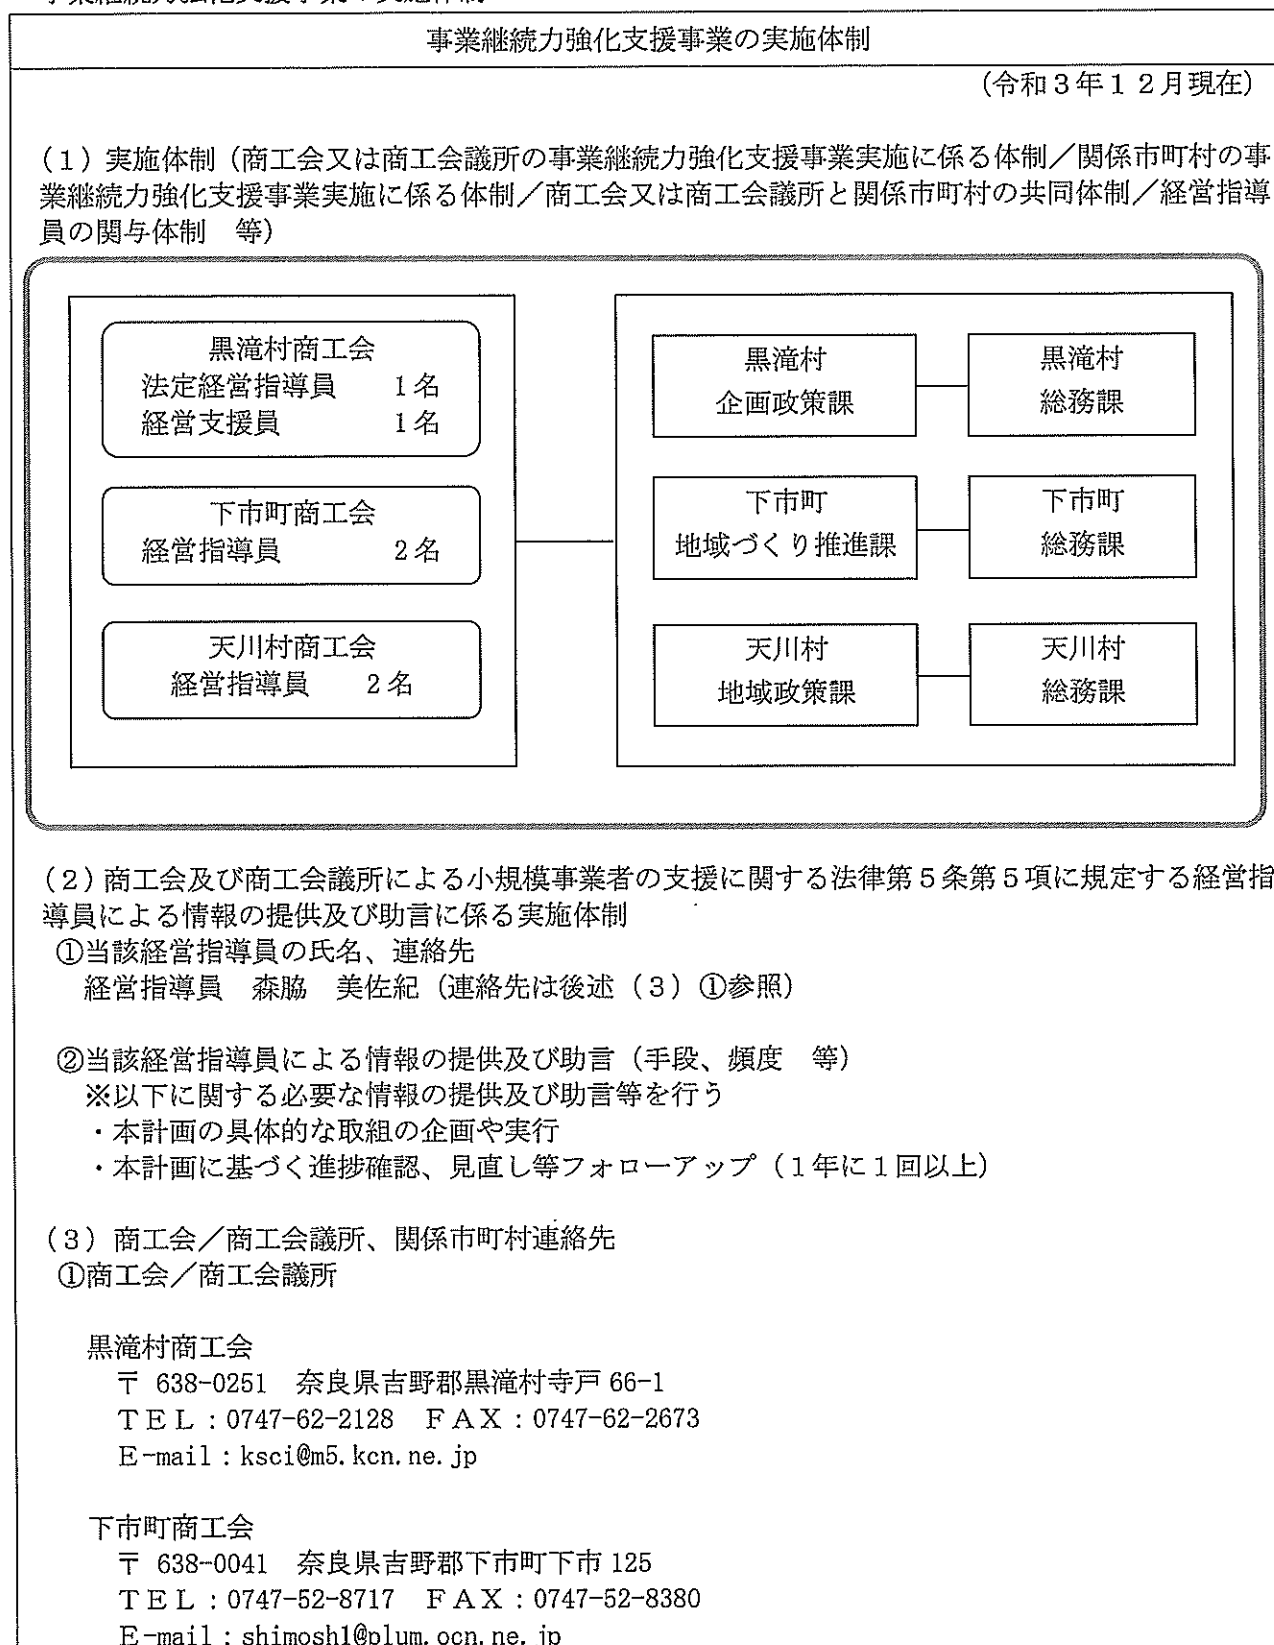 事業継続力強化支援事業の実施体制
(令和3年12月現在)
(1) 実施体制(商工会又は商工会議所の事業継続力強化支援事業実施に係る体制/関係市町村の事
業継続力強化支援事業実施に係る体制/商工会又は商工会議所と関係市町村の共同体制/経営指導
員の関与体制 等)
黒滝村商工会
法定経営指導員 1名
経営支援員 1名
下市町商工会
経営指導員 2名
天川村商工会
経営指導員 2名
黒滝村
企画政策課
黒滝村
総務課
下市町
地域づくり推進課
下市町
総務課
天川村
地域政策課
天川村
総務課
(2)商工会及び商工会議所による小規模事業者の支援に関する法律第5条第5項に規定する経営指
導員による情報の提供及び助言に係る実施体制
①当該経営指導員の氏名、連絡先
経営指導員 森脇 美佐紀(連絡先は後述(3)①参照)
②当該経営指導員による情報の提供及び助言(手段、頻度 等)
※以下に関する必要な情報の提供及び助言等を行う
・本計画の具体的な取組の企画や実行
・本計画に基づく進捗確認、見直し等フォローアップ(1年に1回以上)
(3)商工会/商工会議所、関係市町村連絡先
①商工会/商工会議所
黒滝村商工会
〒 638-0251 奈良県吉野郡黒滝村寺戸 66-1
TEL:0747-62-2128 FAX:0747-62-2673
E-mail:ksci@m5.kcn.ne.jp
下市町商工会
〒 638-0041 奈良県吉野郡下市町下市 125
TEL:0747-52-8717 FAX:0747-52-8380
E-mail:shimosh1@plum.ocn.ne.jp